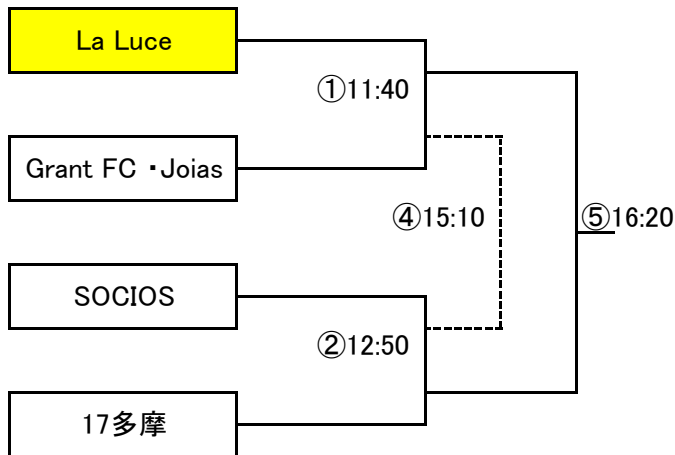 La Luce
①11:40
Grant FC ・Joias
④15:10
⑤16:20
SOCIOS
②12:50
17多摩